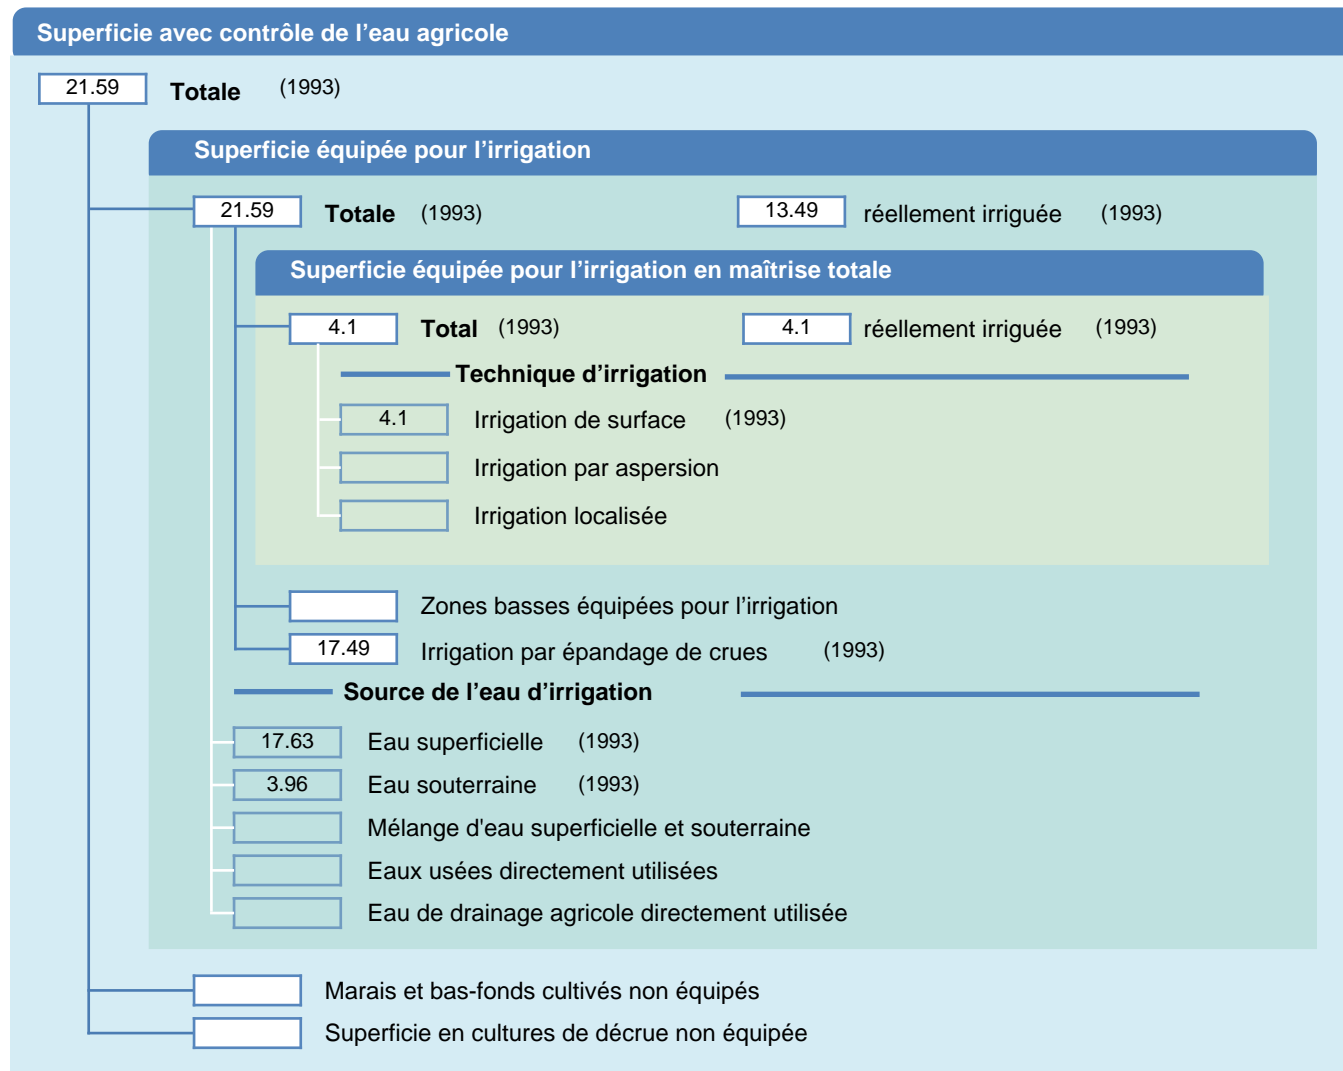 Superficie avec contrôle de l’eau agricole
21.59 Totale (1993)
Superficie équipée pour l’irrigation
21.59 Totale (1993) 13.49 réellement irriguée (1993)
Superficie équipée pour l’irrigation en maîtrise totale
4.1 Total (1993) 4.1 réellement irriguée (1993)
Technique d’irrigation
4.1 Irrigation de surface (1993)
Irrigation par aspersion
Irrigation localisée
Zones basses équipées pour l’irrigation
17.49 Irrigation par épandage de crues (1993)
Source de l’eau d’irrigation
17.63 Eau superficielle (1993)
3.96 Eau souterraine (1993)
Mélange d'eau superficielle et souterraine
Eaux usées directement utilisées
Eau de drainage agricole directement utilisée
Marais et bas-fonds cultivés non équipés
Superficie en cultures de décrue non équipée